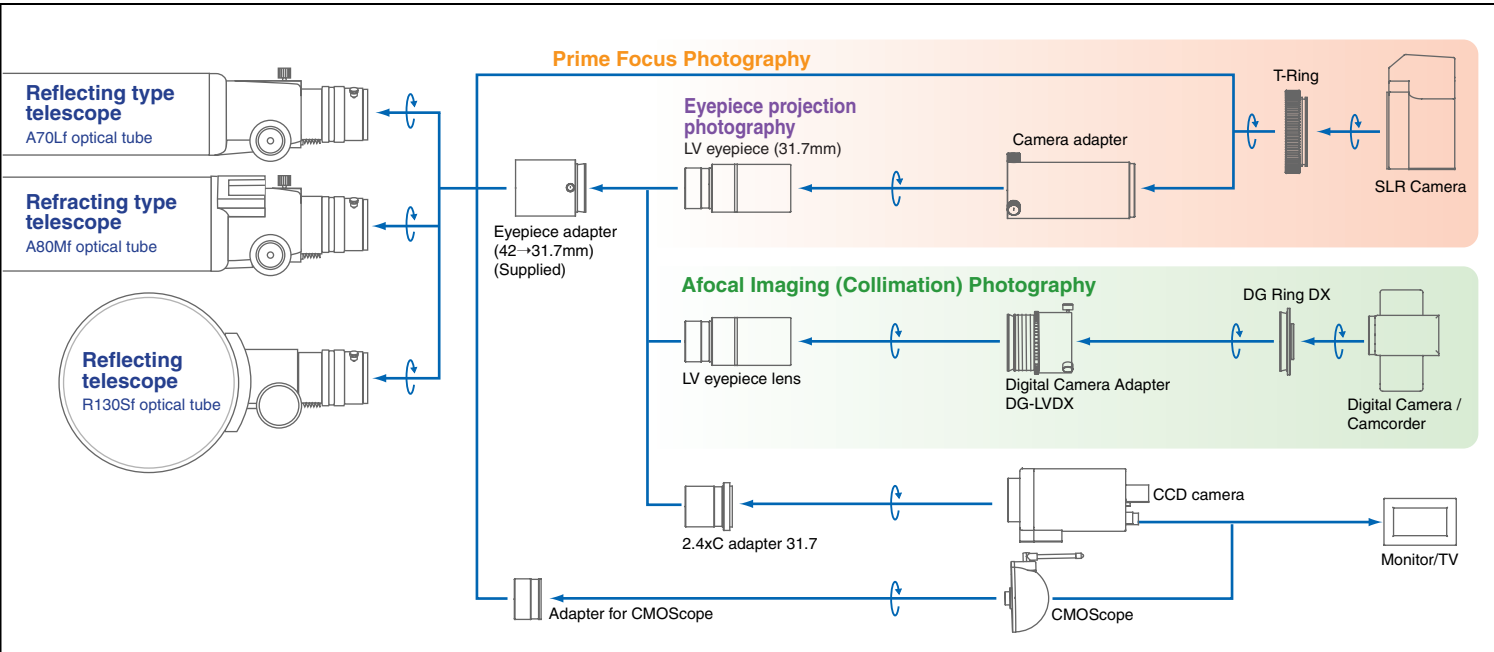 Prime Focus Photography
Reflecting type
telescope
A70Lf optical tube
Eyepiece projection
photography
LV eyepiece (31.7mm)
Camera adapter
T-Ring
SLR Camera
Refracting type
telescope
A80Mf optical tube
Eyepiece adapter
(42→31.7mm)
(Supplied)
Afocal Imaging (Collimation) Photography
Reflecting
telescope
R130Sf optical tube
LV eyepiece lens
Digital Camera Adapter
DG-LVDX
DG Ring DX
Digital Camera /
Camcorder
2.4xC adapter 31.7
CCD camera
Monitor/TV
Adapter for CMOScope
CMOScope